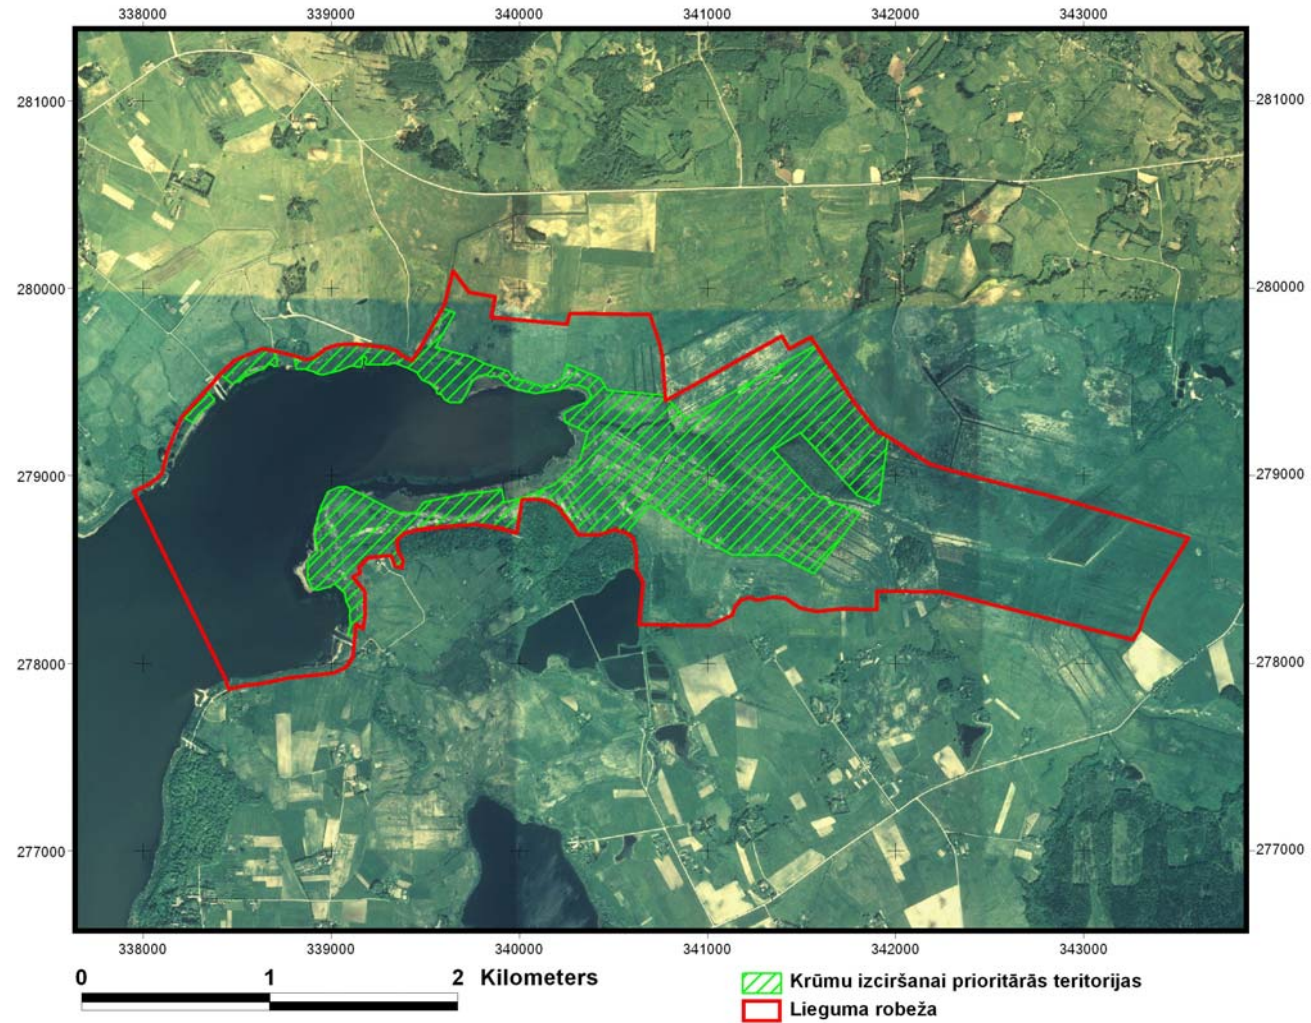 338000 339000 340000 341000 342000 343000
281000 281000
280000 280000
279000 279000
278000 278000
277000 277000
338000 339000 340000 341000 342000 343000
0 1 2 Kilometers
Krūmu izciršanai prioritārās teritorijas
Lieguma robeža